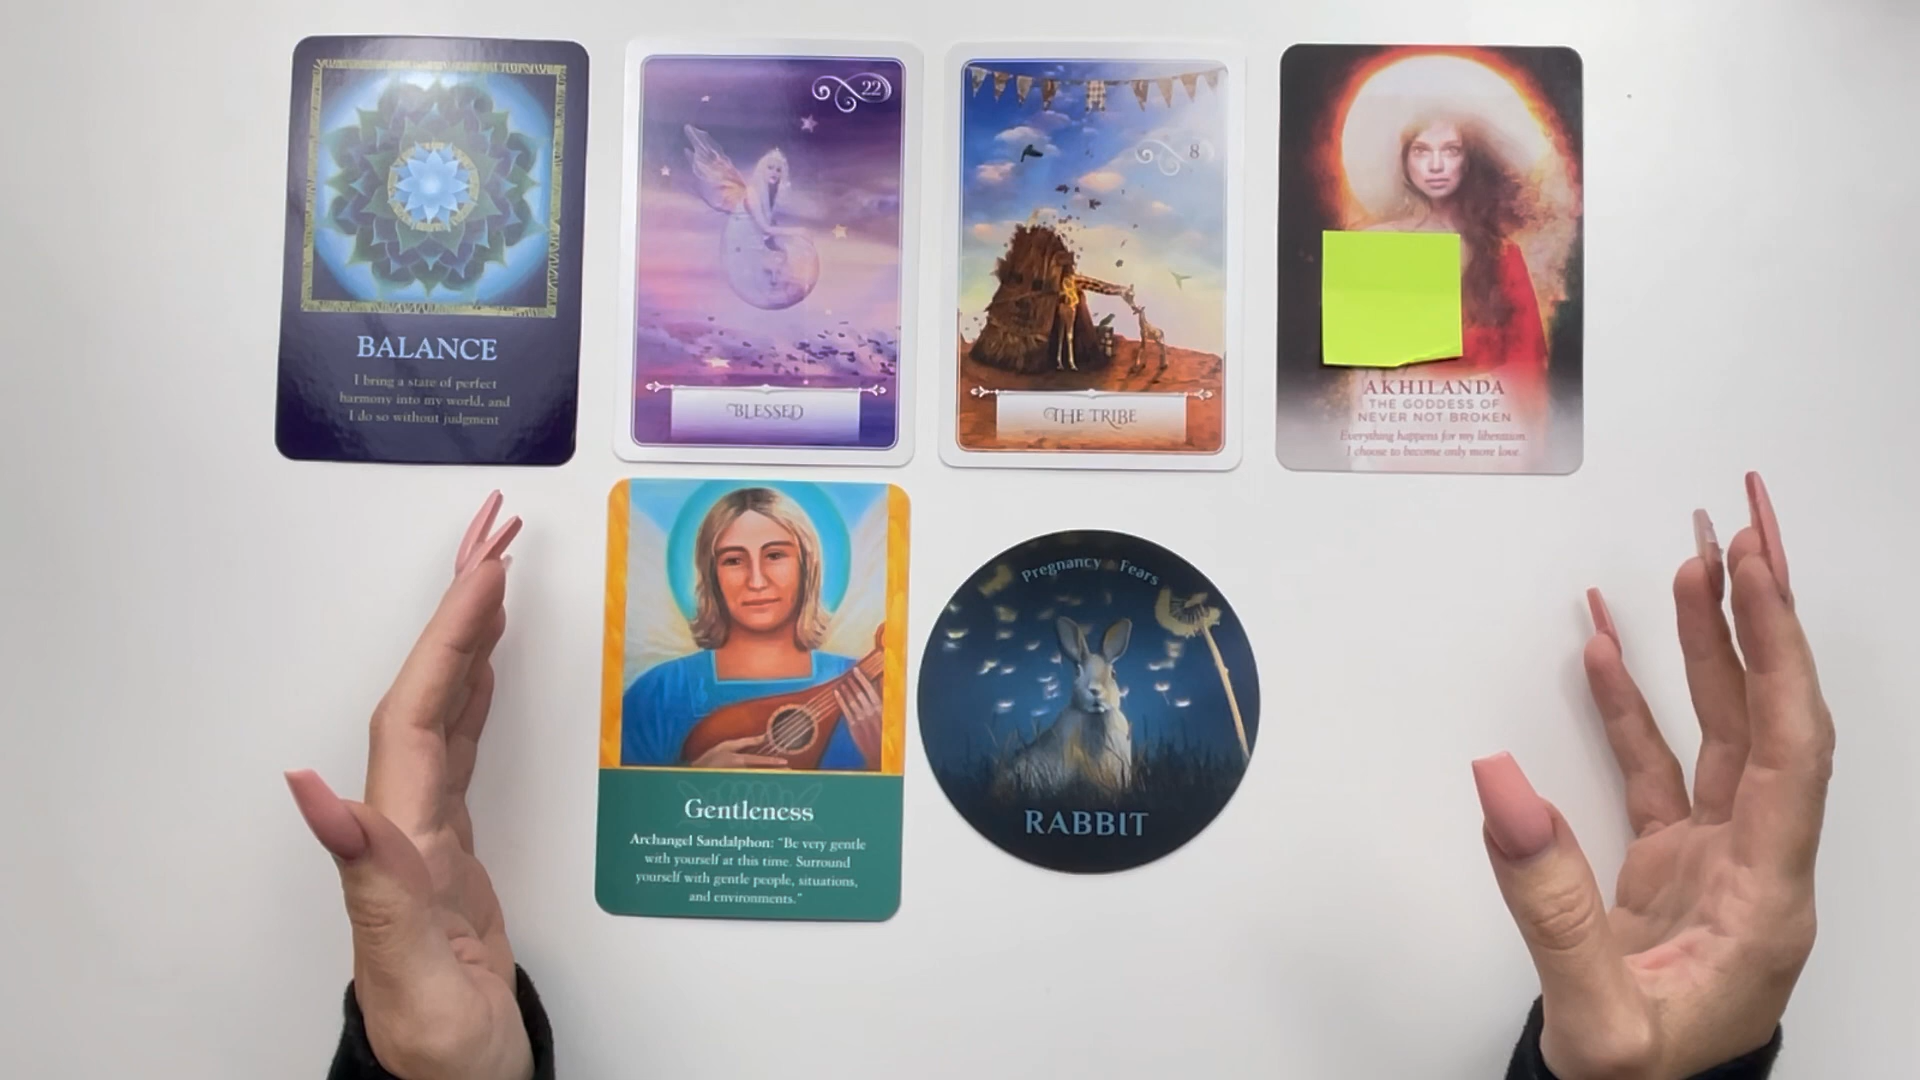 BALANCE
I bring a state of perfect
harmony into my world, and
I do so without judgment
22
BLESSED
8
THE TRIBE
AKHILANDA
THE GODDESS OF
NEVER NOT BROKEN
Everything happens for my liberation.
I choose to become only more love.
Gentleness
Archangel Sandalphon: “Be very gentle
with yourself at this time. Surround
yourself with gentle people, situations,
and environments.”
Pregnancy Fears
RABBIT